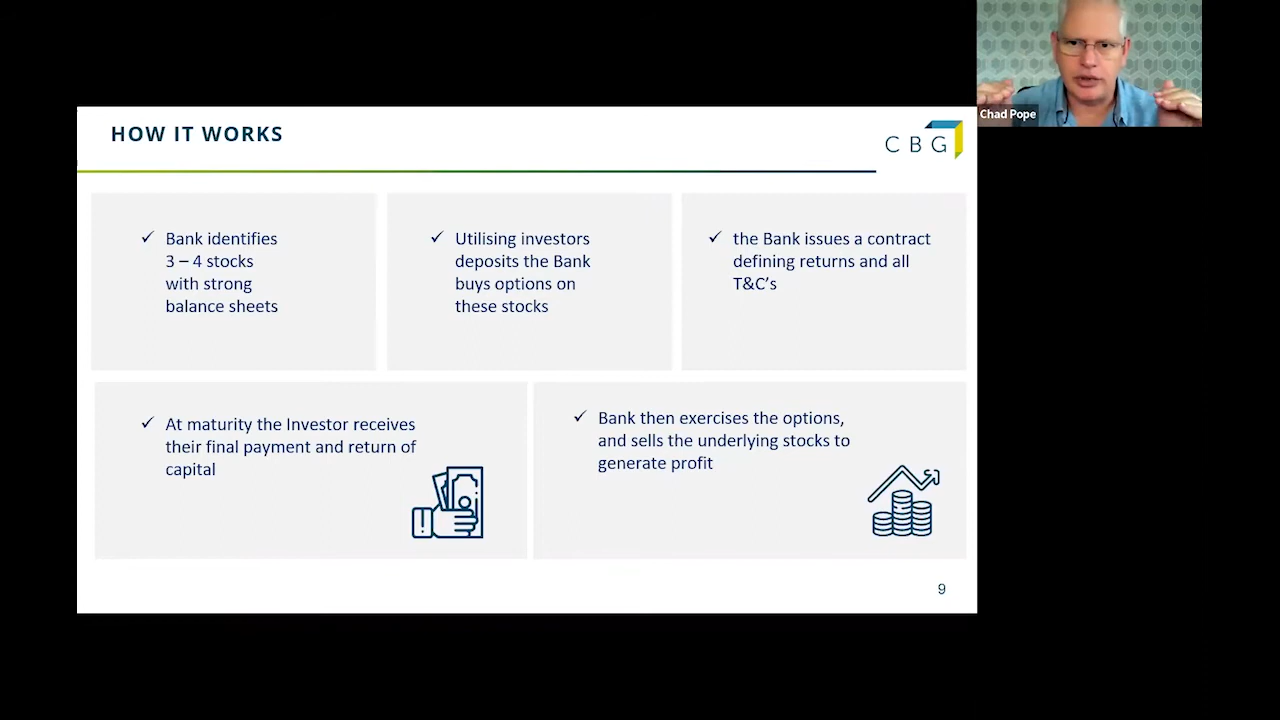 HOW IT WORKS
CBG
✓ Bank identifies
3 – 4 stocks
with strong
balance sheets
✓ Utilising investors
deposits the Bank
buys options on
these stocks
✓ the Bank issues a contract
defining returns and all
T&C’s
✓ At maturity the Investor receives
their final payment and return of
capital
✓ Bank then exercises the options,
and sells the underlying stocks to
generate profit
9
Chad Pope